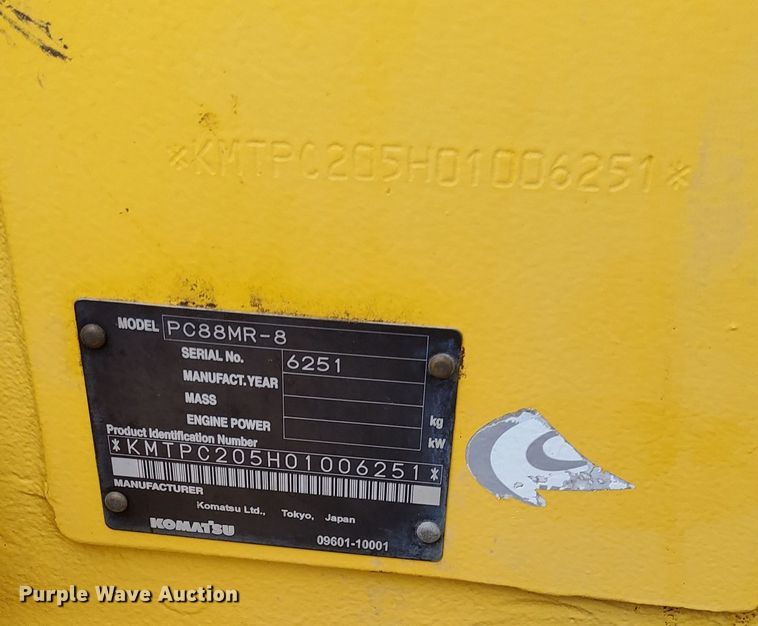 *KMTPC205H01006251*
MODEL PC88MR-8
SERIAL No. 6251
MANUFACT.YEAR
MASS kg
ENGINE POWER kW
Product Identification Number
*KMTPC205H01006251*
MANUFACTURER
Komatsu Ltd., Tokyo, Japan
KOMATSU
09601-10001
Purple Wave Auction